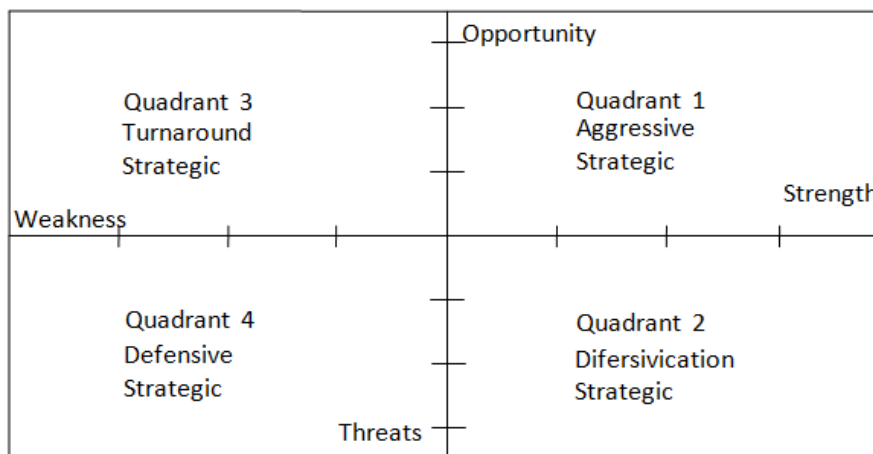 Opportunity
Quadrant 3
Turnaround
Strategic
Quadrant 1
Aggressive
Strategic
Strength
Weakness
Quadrant 4
Defensive
Strategic
Quadrant 2
Difersivication
Strategic
Threats